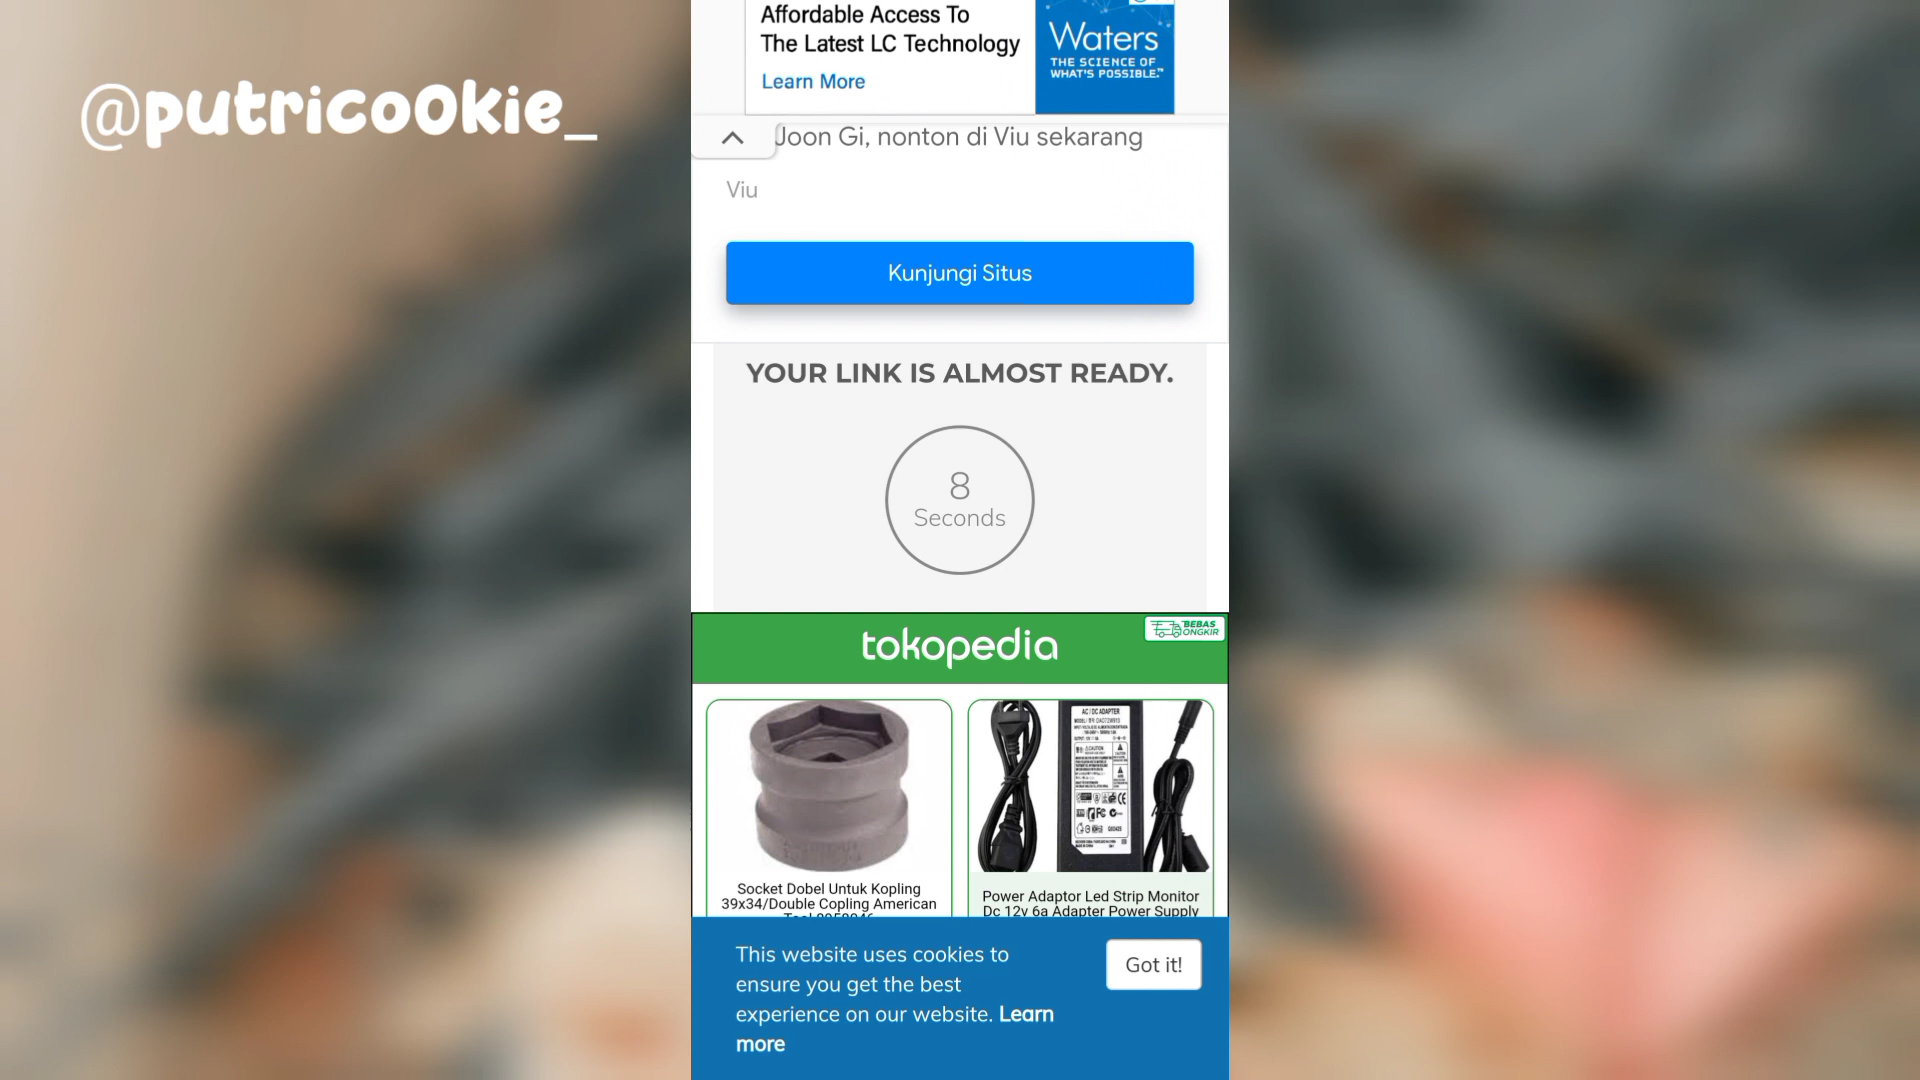 @putricoo0kie_
Affordable Access To
The Latest LC Technology
Learn More
Waters
THE SCIENCE OF
WHAT'S POSSIBLE.™
Joon Gi, nonton di Viu sekarang
Viu
Kunjungi Situs
YOUR LINK IS ALMOST READY.
8
Seconds
tokopedia
BEBAS
ONGKIR
AC / DC ADAPTER
CAUTION
Socket Dobel Untuk Kopling
39x34/Double Copling American
Power Adaptor Led Strip Monitor
Dc 12v 6a Adapter Power Supply
This website uses cookies to
ensure you get the best
experience on our website. Learn
more
Got it!